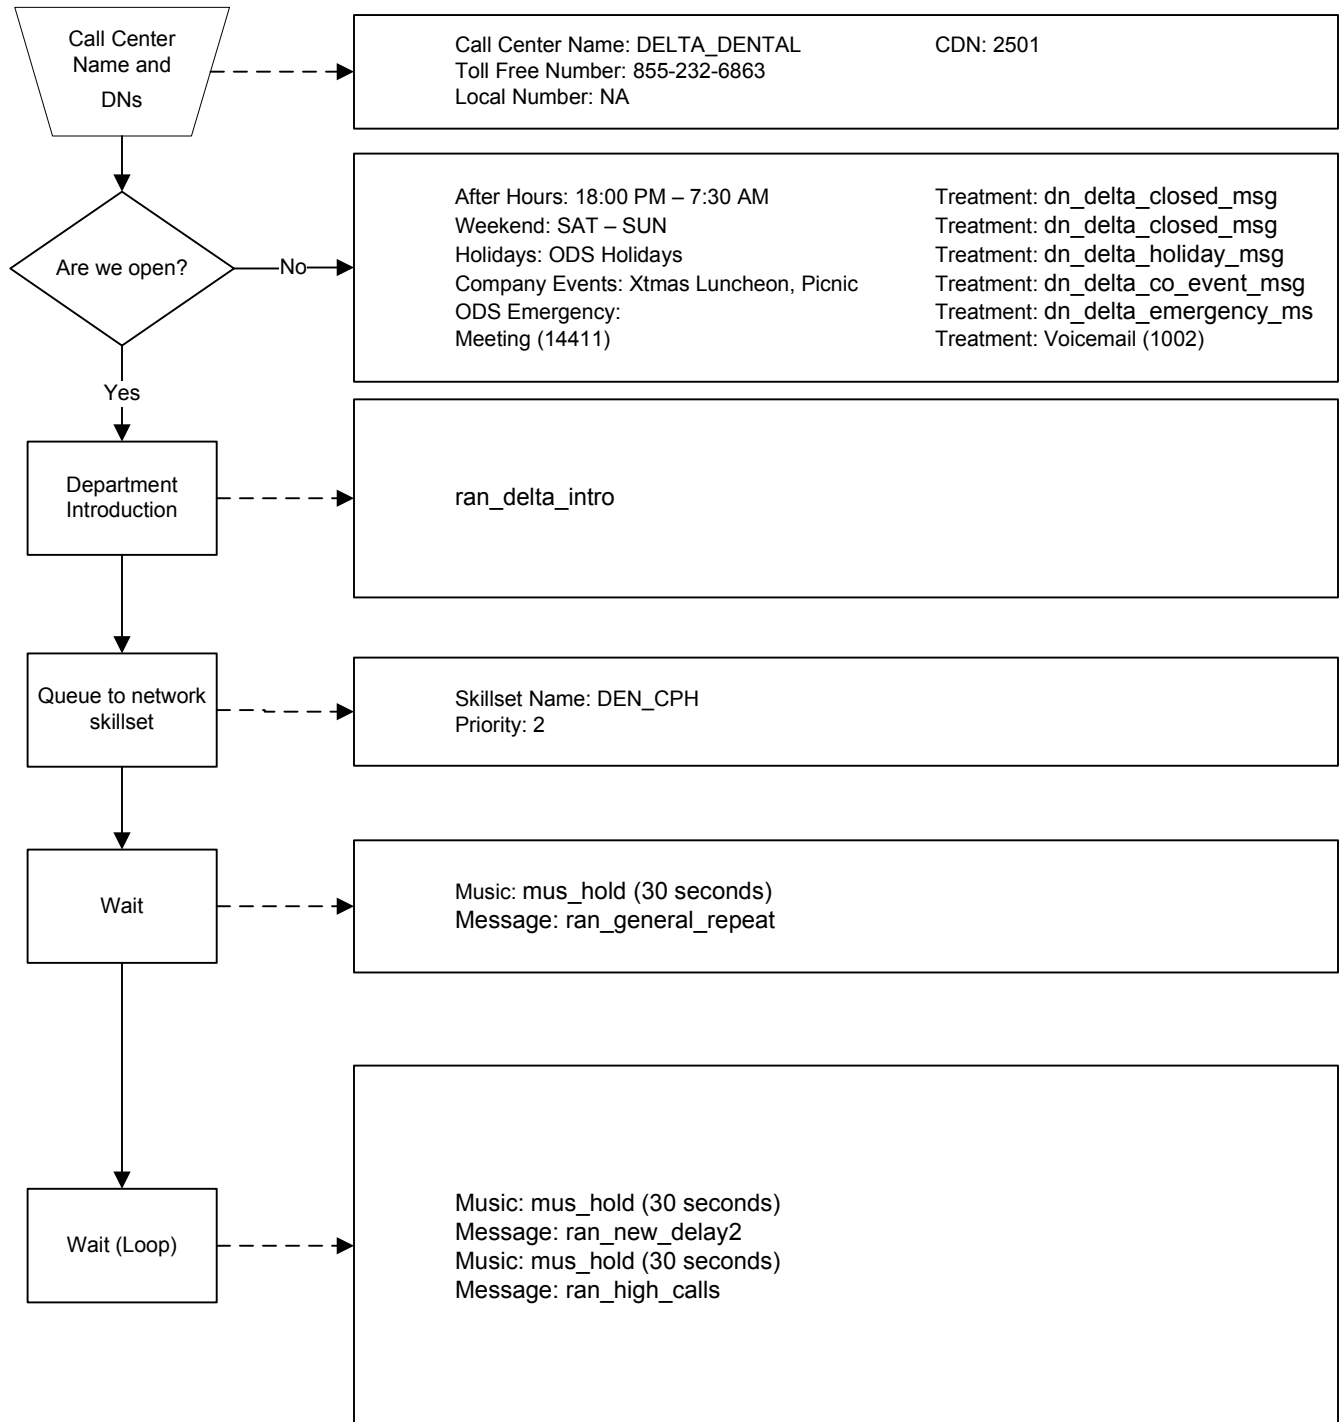 Call Center
Name and
DNs
Call Center Name: DELTA_DENTAL CDN: 2501
Toll Free Number: 855-232-6863
Local Number: NA
Are we open?
No
After Hours: 18:00 PM – 7:30 AM Treatment: dn_delta_closed_msg
Weekend: SAT – SUN Treatment: dn_delta_closed_msg
Holidays: ODS Holidays Treatment: dn_delta_holiday_msg
Company Events: Xtmas Luncheon, Picnic Treatment: dn_delta_co_event_msg
ODS Emergency: Treatment: dn_delta_emergency_ms
Meeting (14411) Treatment: Voicemail (1002)
Yes
Department
Introduction
ran_delta_intro
Queue to network
skillset
Skillset Name: DEN_CPH
Priority: 2
Wait
Music: mus_hold (30 seconds)
Message: ran_general_repeat
Wait (Loop)
Music: mus_hold (30 seconds)
Message: ran_new_delay2
Music: mus_hold (30 seconds)
Message: ran_high_calls